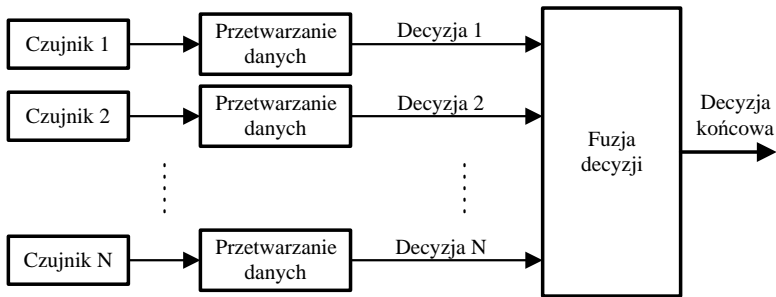 Czujnik 1
Przetwarzanie
danych
Decyzja 1
Czujnik 2
Przetwarzanie
danych
Decyzja 2
Fuzja
decyzji
Decyzja
końcowa
Czujnik N
Przetwarzanie
danych
Decyzja N